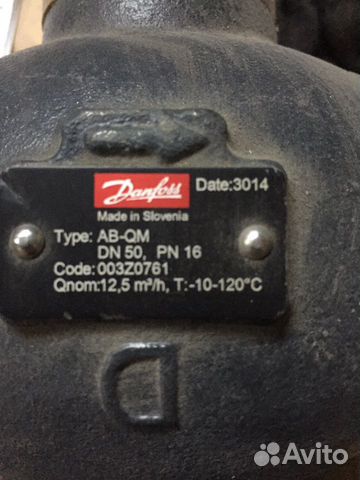 Danfoss
Date:3014
Made in Slovenia
Type: AB-QM
DN 50, PN 16
Code: 003Z0761
Qnom:12,5 m³/h, T:-10-120°C
D
Avito